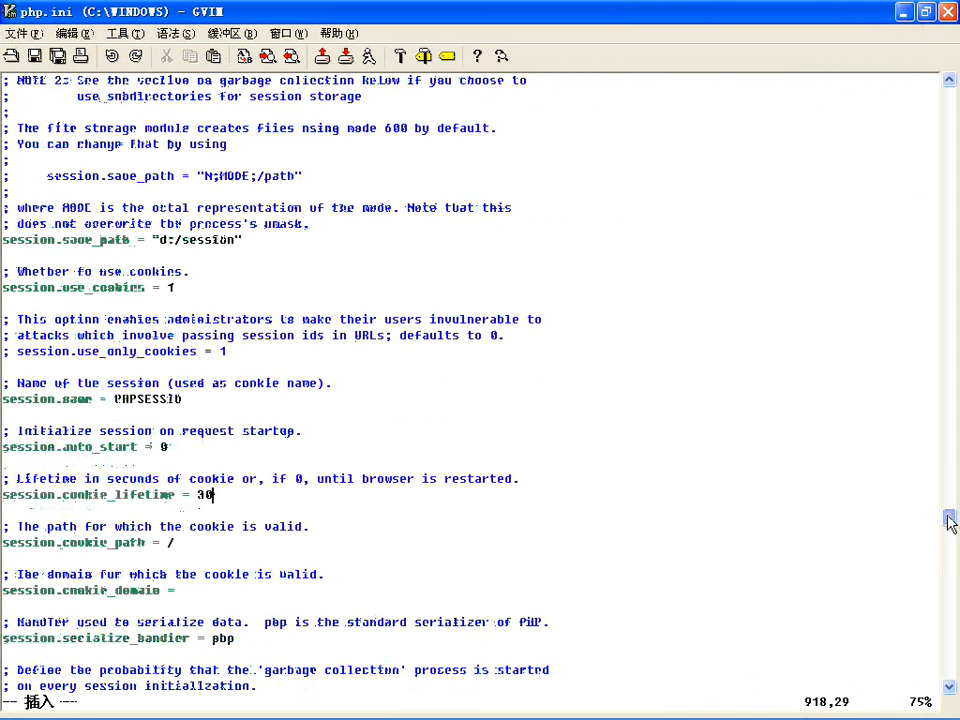 php.ini (C:\WINDOWS) - GVIM
文件(F) 编辑(E) 工具(T) 语法(S) 缓冲区(B) 窗口(W) 帮助(H)
; NOTE 2: See the section on garbage collection below if you choose to
;         use subdirectories for session storage
;
; The file storage module creates files using mode 600 by default.
; You can change that by using
;
;     session.save_path = "N;MODE;/path"
;
; where MODE is the octal representation of the mode. Note that this
; does not overwrite the process's umask.
session.save_path = "d:/session"
; Whether to use cookies.
session.use_cookies = 1
; This option enables administrators to make their users invulnerable to
; attacks which involve passing session ids in URLs; defaults to 0.
; session.use_only_cookies = 1
; Name of the session (used as cookie name).
session.name = PHPSESSID
; Initialize session on request startup.
session.auto_start = 0
; Lifetime in seconds of cookie or, if 0, until browser is restarted.
session.cookie_lifetime = 30
; The path for which the cookie is valid.
session.cookie_path = /
; The domain for which the cookie is valid.
session.cookie_domain =
; Handler used to serialize data.  php is the standard serializer of PHP.
session.serialize_handler = php
; Define the probability that the 'garbage collection' process is started
; on every session initialization.
-- 插入 -- 918,29 75%